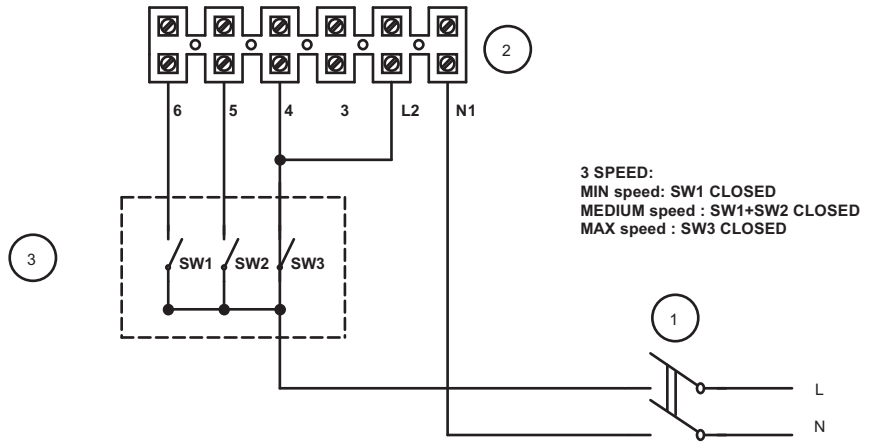 2
6 5 4 3 L2 N1
3 SPEED:
MIN speed: SW1 CLOSED
MEDIUM speed : SW1+SW2 CLOSED
MAX speed : SW3 CLOSED
3
SW1 SW2 SW3
1
L
N